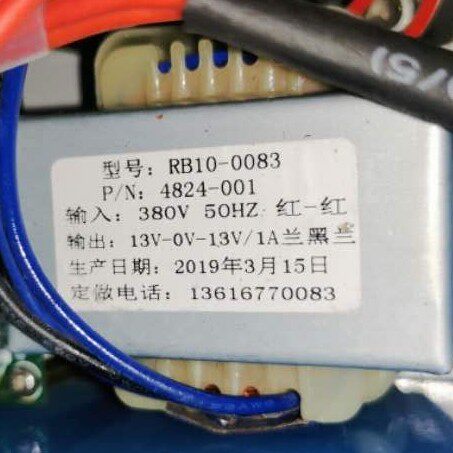 型号: RB10-0083
P/N: 4824-001
输入: 380V 50HZ 红-红
输出: 13V-0V-13V/1A兰黑兰
生产日期: 2019年3月15日
定做电话: 13616770083
/5)